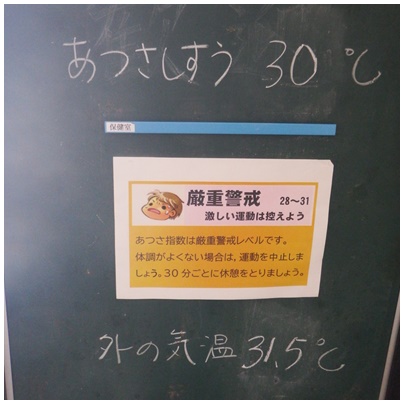 あつさしすう 30℃
保健室
厳重警戒 28～31
激しい運動は控えよう
あつさ指数は厳重警戒レベルです。
体調がよくない場合は、運動を中止しま
しょう。30分ごとに休憩をとりましょう。
外の気温 31.5℃